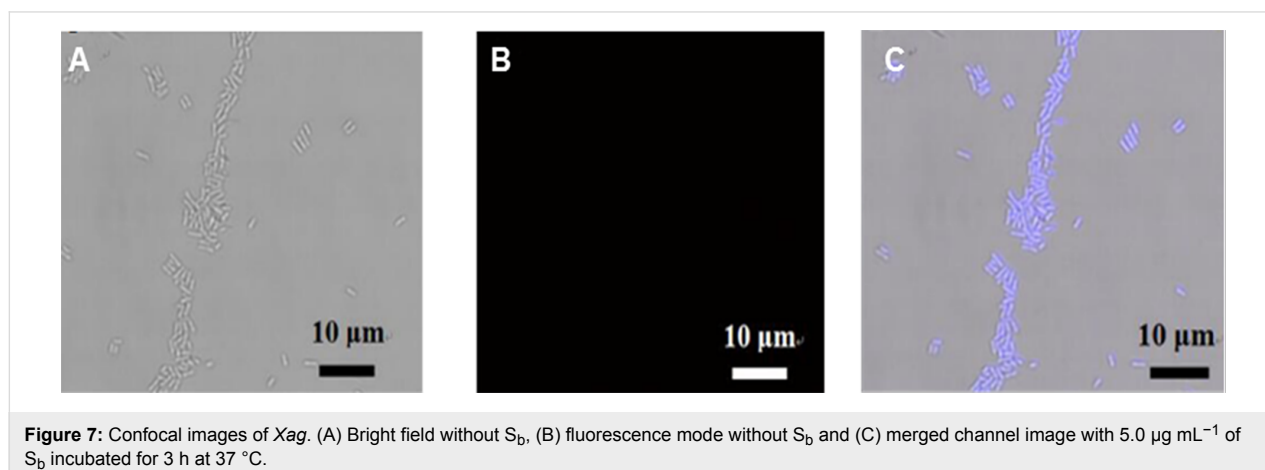 A B C
10 µm 10 µm 10 µm
Figure 7: Confocal images of Xag. (A) Bright field without Sb, (B) fluorescence mode without Sb and (C) merged channel image with 5.0 µg mL−1 of
Sb incubated for 3 h at 37 °C.